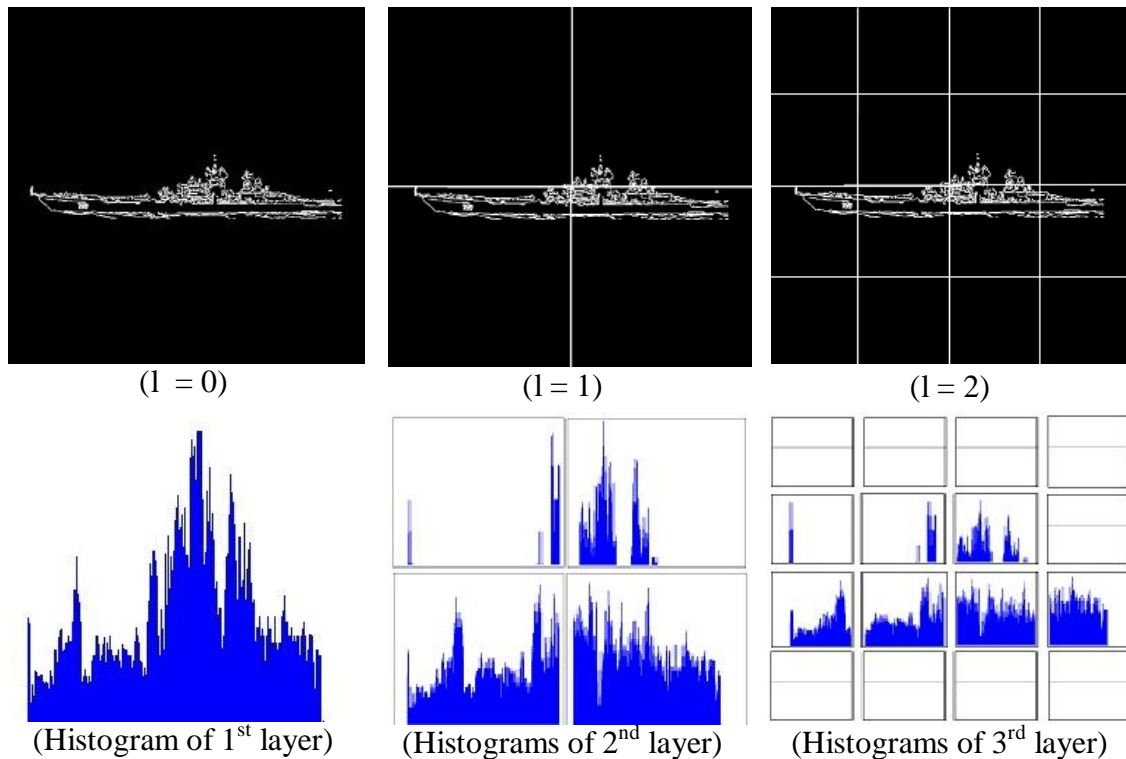 (l = 0)
(l = 1)
(l = 2)
(Histogram of 1st layer)
(Histograms of 2nd layer)
(Histograms of 3rd layer)